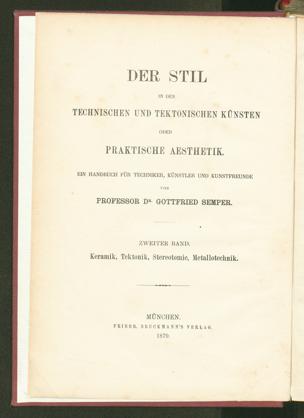 DER STIL
IN DEN
TECHNISCHEN UND TEKTONISCHEN KÜNSTEN
ODER
PRAKTISCHE AESTHETIK.
EIN HANDBUCH FÜR TECHNIKER, KÜNSTLER UND KUNSTFREUNDE
VON
PROFESSOR DR. GOTTFRIED SEMPER.
ZWEITER BAND.
Keramik, Tektonik, Stereotomie, Metallotechnik.
MÜNCHEN.
FRIEDR. BRUCKMANN'S VERLAG.
1879.